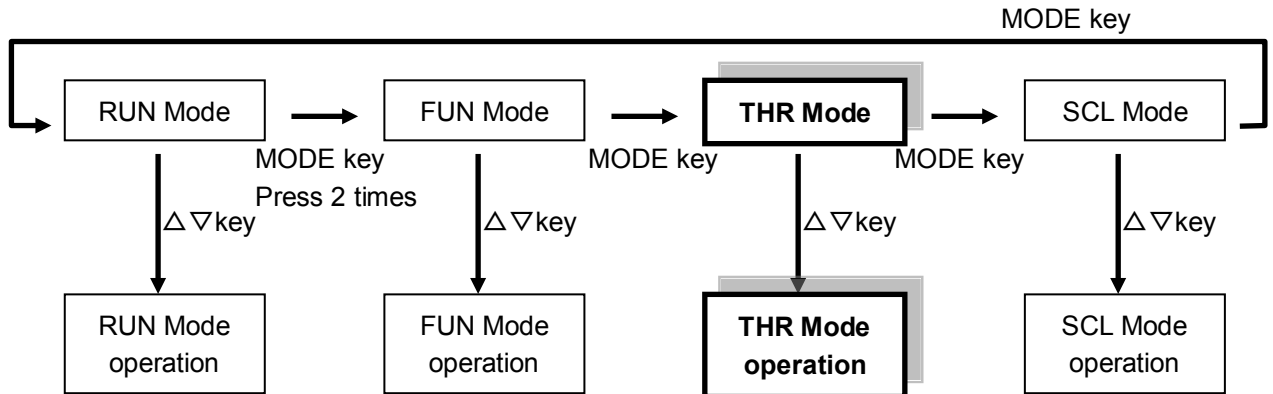 MODE key
RUN Mode
FUN Mode
THR Mode
SCL Mode
MODE key
Press 2 times
MODE key
MODE key
△▽key
△▽key
△▽key
△▽key
RUN Mode
operation
FUN Mode
operation
THR Mode
operation
SCL Mode
operation